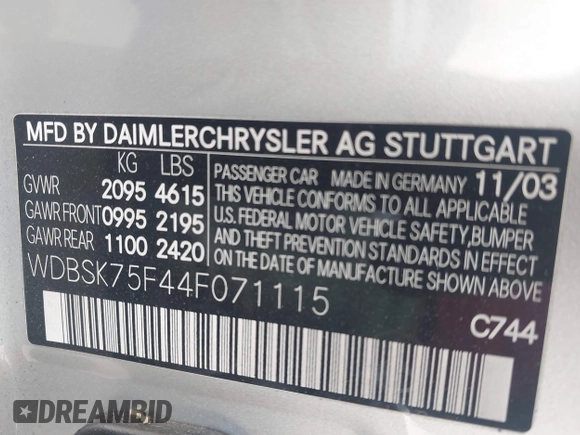 MFD BY DAIMLERCHRYSLER AG STUTTGART
KG LBS
GVWR 2095 4615
GAWR FRONT 0995 2195
GAWR REAR 1100 2420
PASSENGER CAR MADE IN GERMANY 11/03
THIS VEHICLE CONFORMS TO ALL APPLICABLE
U.S. FEDERAL MOTOR VEHICLE SAFETY,BUMPER
AND THEFT PREVENTION STANDARDS IN EFFECT
ON THE DATE OF MANUFACTURE SHOWN ABOVE
WDBSK75F44F071115
C744
DREAMBID